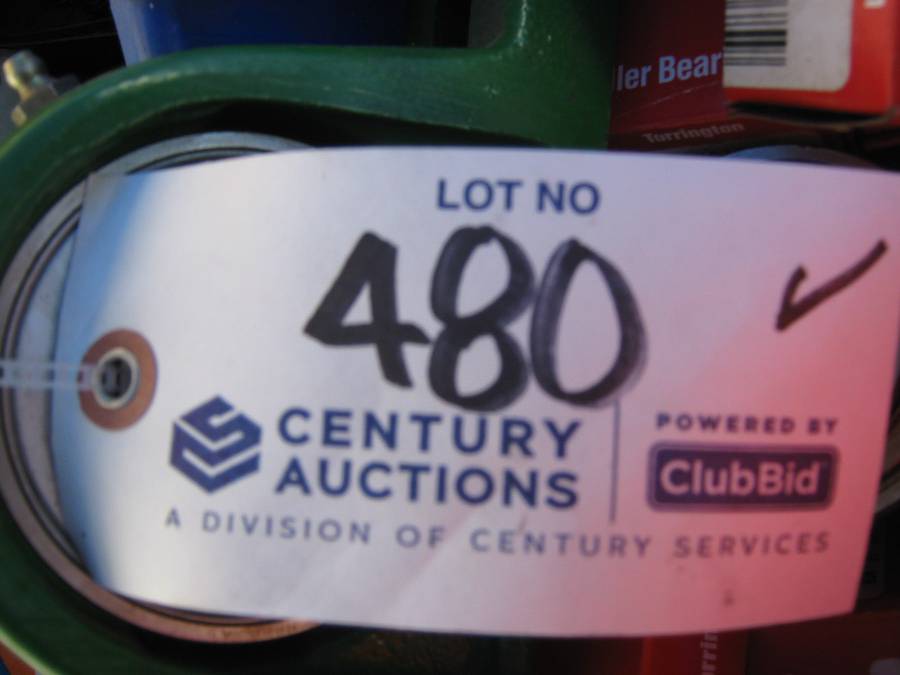 ler Bear
Torrington
LOT NO
480 ✓
CENTURY
AUCTIONS
POWERED BY
ClubBid
A DIVISION OF CENTURY SERVICES